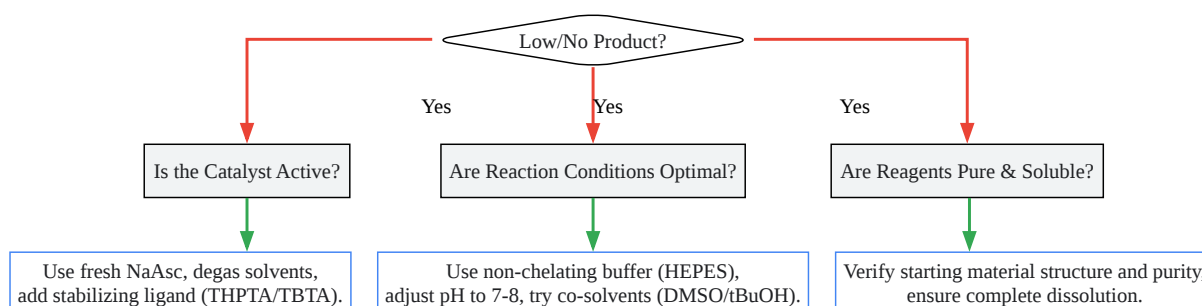 Low/No Product?
Yes
Yes
Yes
Is the Catalyst Active?
Are Reaction Conditions Optimal?
Are Reagents Pure & Soluble?
Use fresh NaAsc, degas solvents,
add stabilizing ligand (THPTA/TBTA).
Use non-chelating buffer (HEPES),
adjust pH to 7-8, try co-solvents (DMSO/tBuOH).
Verify starting material structure and purity,
ensure complete dissolution.